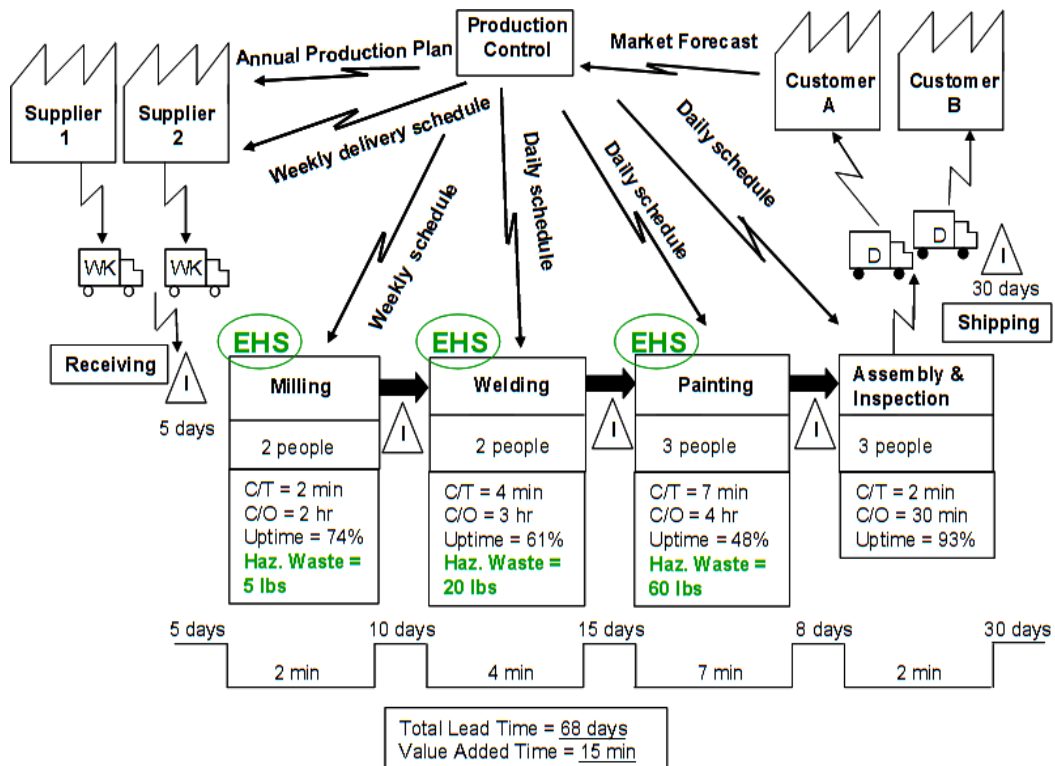 Production
Control
Annual Production Plan
Market Forecast
Supplier
1
Supplier
2
Customer
A
Customer
B
Weekly delivery schedule
Weekly schedule
Daily schedule
Daily schedule
Daily schedule
WK
WK
D
D
I
30 days
Shipping
Receiving
I
5 days
EHS
Milling
2 people
C/T = 2 min
C/O = 2 hr
Uptime = 74%
Haz. Waste =
5 lbs
I
EHS
Welding
2 people
C/T = 4 min
C/O = 3 hr
Uptime = 61%
Haz. Waste =
20 lbs
I
EHS
Painting
3 people
C/T = 7 min
C/O = 4 hr
Uptime = 48%
Haz. Waste =
60 lbs
I
Assembly &
Inspection
3 people
C/T = 2 min
C/O = 30 min
Uptime = 93%
5 days
10 days
15 days
8 days
30 days
2 min
4 min
7 min
2 min
Total Lead Time = 68 days
Value Added Time = 15 min